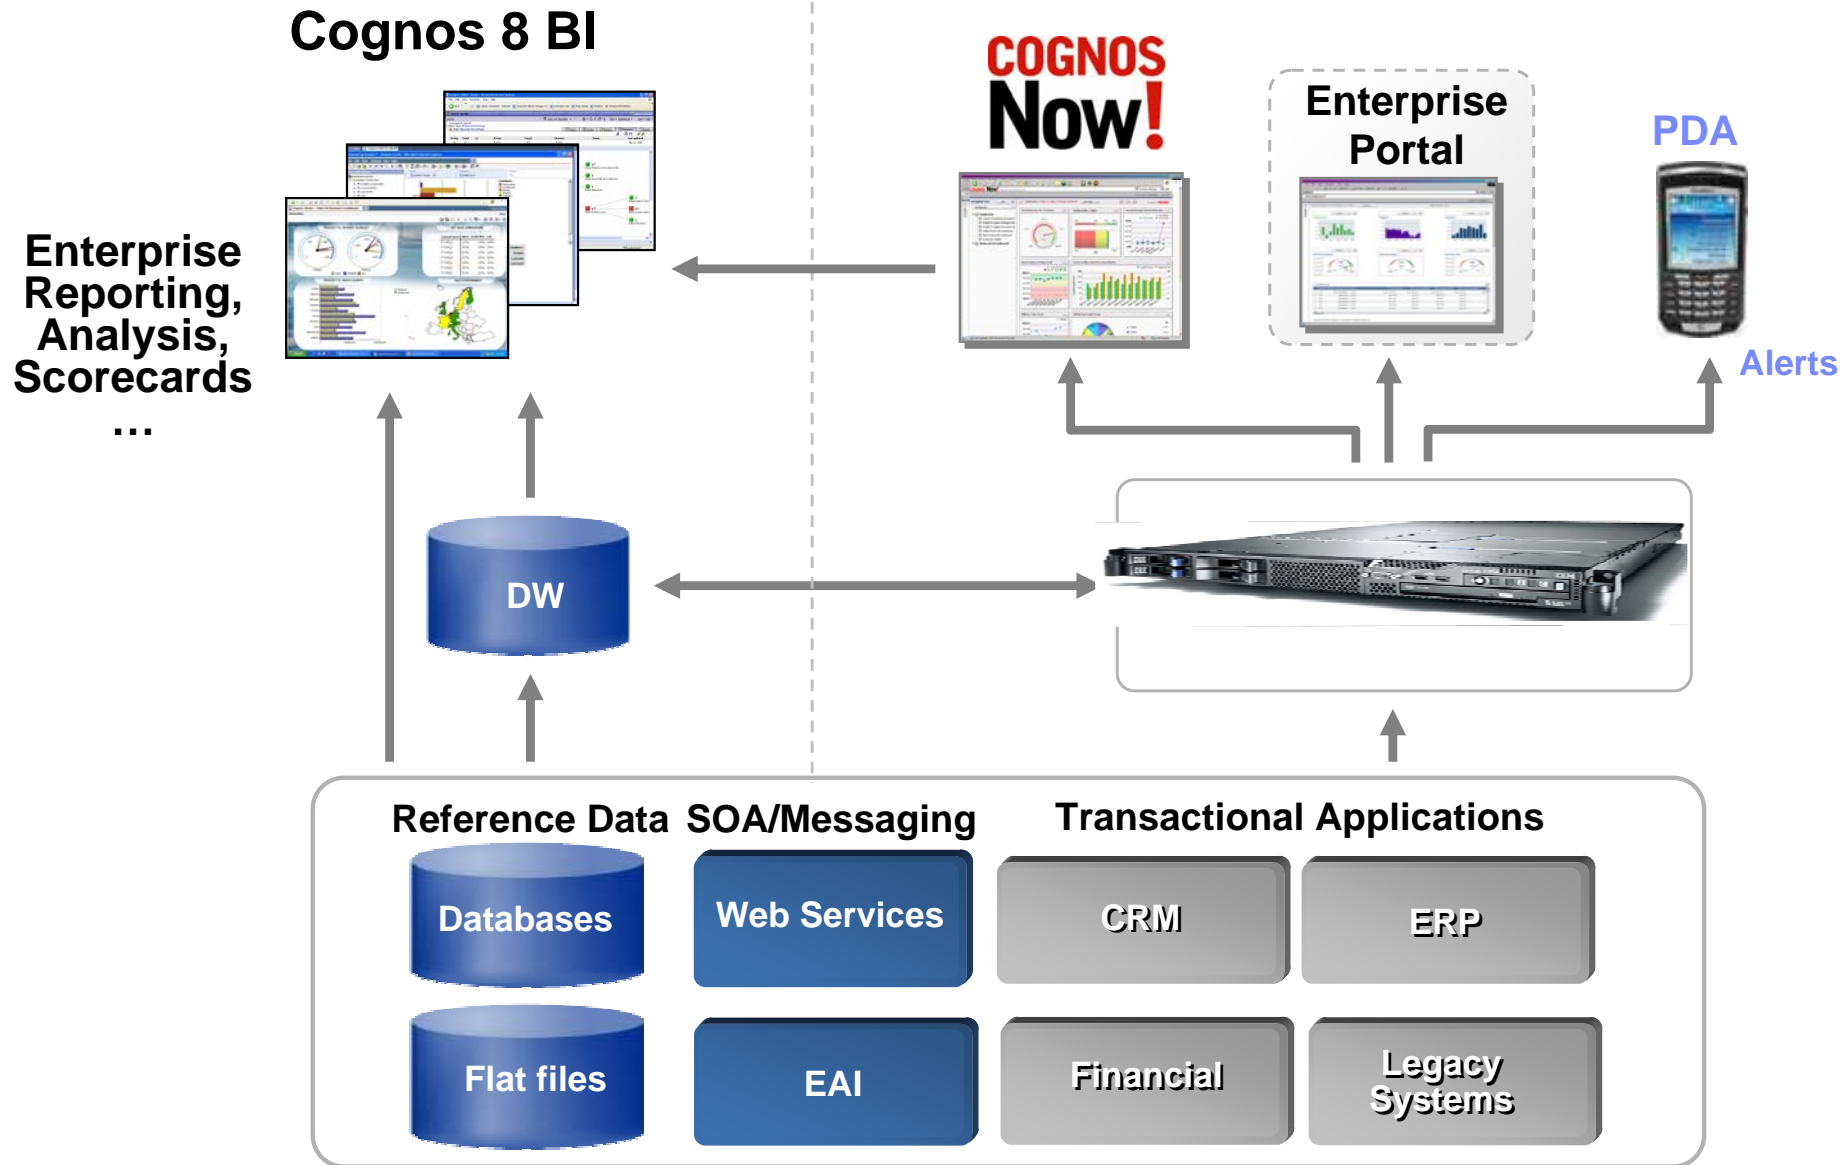 Cognos 8 BI
COGNOS
Now!
Enterprise
Portal
PDA
Enterprise
Reporting,
Analysis,
Scorecards
…
Alerts
DW
Reference Data
SOA/Messaging
Transactional Applications
Databases
Web Services
CRM
ERP
Flat files
EAI
Financial
Legacy
Systems